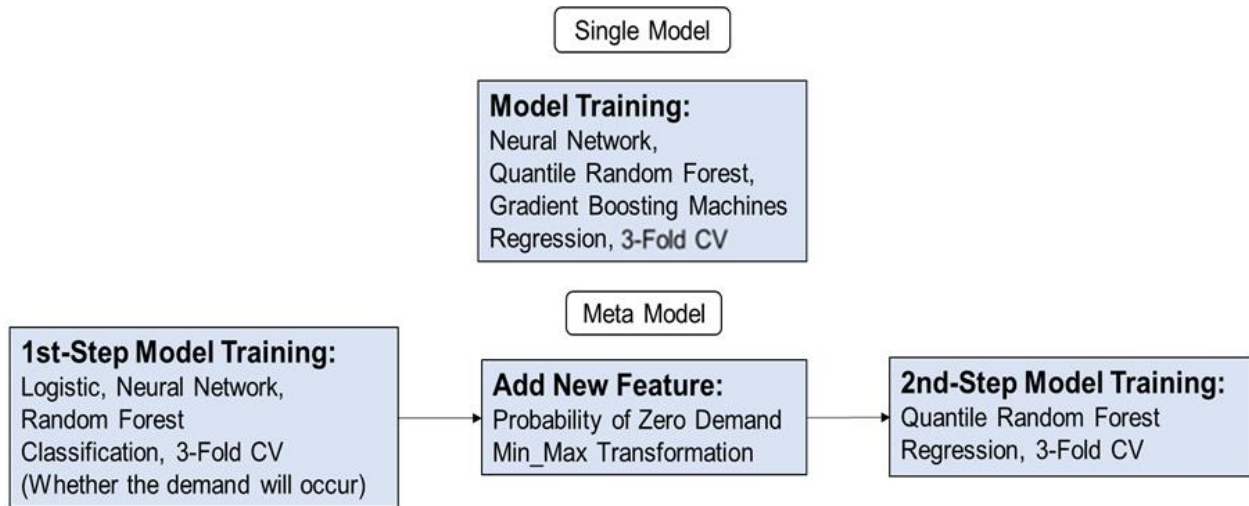 Single Model
Model Training:
Neural Network,
Quantile Random Forest,
Gradient Boosting Machines
Regression, 3-Fold CV
Meta Model
1st-Step Model Training:
Logistic, Neural Network,
Random Forest
Classification, 3-Fold CV
(Whether the demand will occur)
Add New Feature:
Probability of Zero Demand
Min_Max Transformation
2nd-Step Model Training:
Quantile Random Forest
Regression, 3-Fold CV